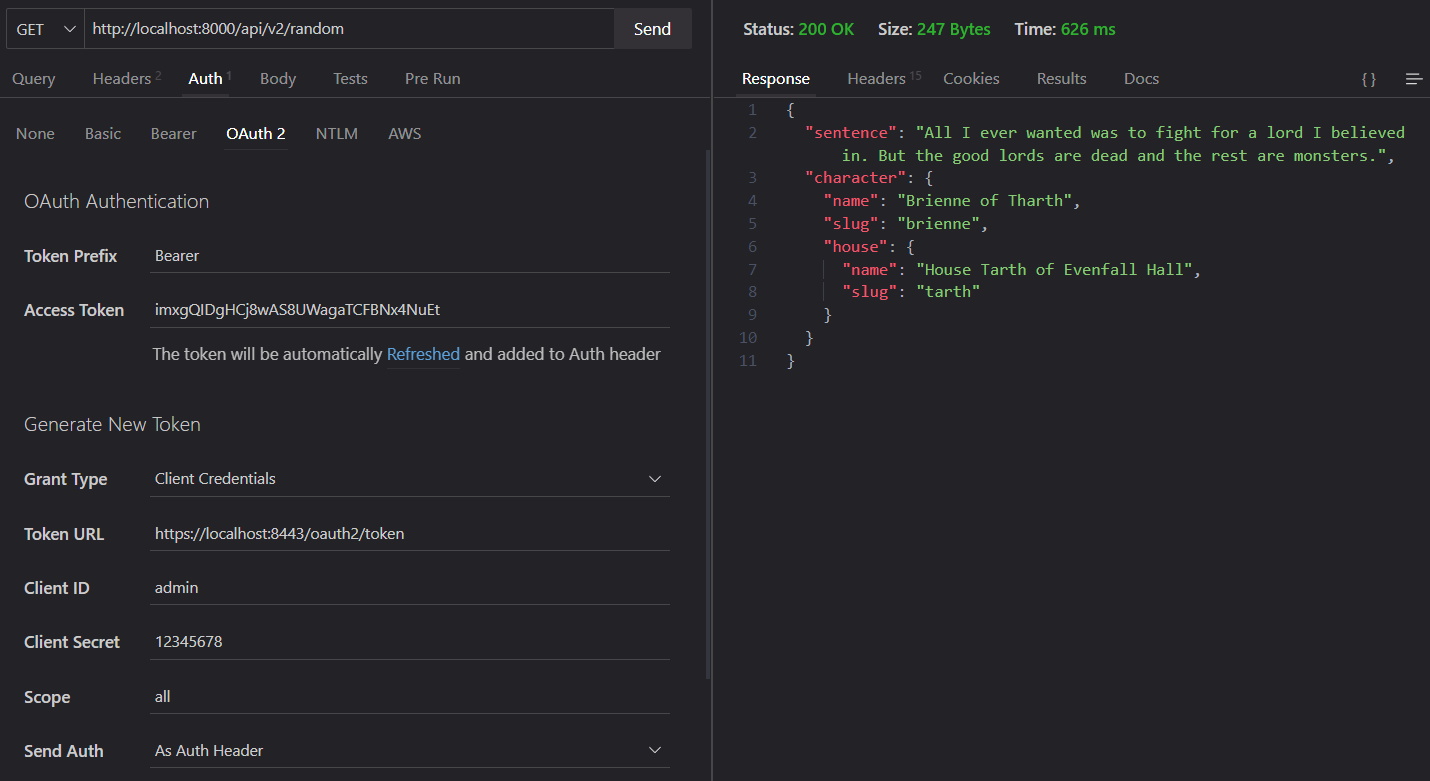 GET http://localhost:8000/api/v2/random Send
Query Headers 2 Auth 1 Body Tests Pre Run
None Basic Bearer OAuth 2 NTLM AWS
OAuth Authentication
Token Prefix Bearer
Access Token imxgQIDgHCj8wAS8UWagaTCFBNx4NuEt
The token will be automatically Refreshed and added to Auth header
Generate New Token
Grant Type Client Credentials
Token URL https://localhost:8443/oauth2/token
Client ID admin
Client Secret 12345678
Scope all
Send Auth As Auth Header
Status: 200 OK Size: 247 Bytes Time: 626 ms
Response Headers 15 Cookies Results Docs { }
1 {
2 "sentence": "All I ever wanted was to fight for a lord I believed
in. But the good lords are dead and the rest are monsters.",
3 "character": {
4 "name": "Brienne of Tharth",
5 "slug": "brienne",
6 "house": {
7 "name": "House Tarth of Evenfall Hall",
8 "slug": "tarth"
9 }
10 }
11 }